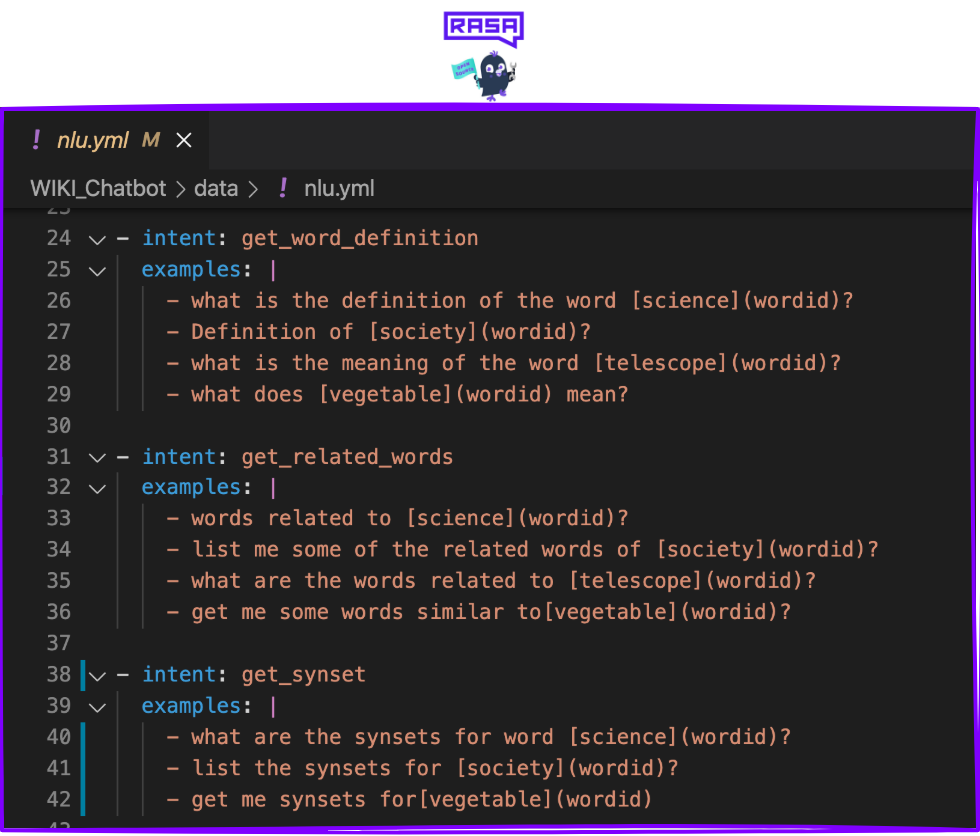 RASA
! nlu.yml M ×
WIKI_Chatbot > data > ! nlu.yml
24 - intent: get_word_definition
25 examples: |
26 - what is the definition of the word [science](wordid)?
27 - Definition of [society](wordid)?
28 - what is the meaning of the word [telescope](wordid)?
29 - what does [vegetable](wordid) mean?
30
31 - intent: get_related_words
32 examples: |
33 - words related to [science](wordid)?
34 - list me some of the related words of [society](wordid)?
35 - what are the words related to [telescope](wordid)?
36 - get me some words similar to[vegetable](wordid)?
37
38 - intent: get_synset
39 examples: |
40 - what are the synsets for word [science](wordid)?
41 - list the synsets for [society](wordid)?
42 - get me synsets for[vegetable](wordid)